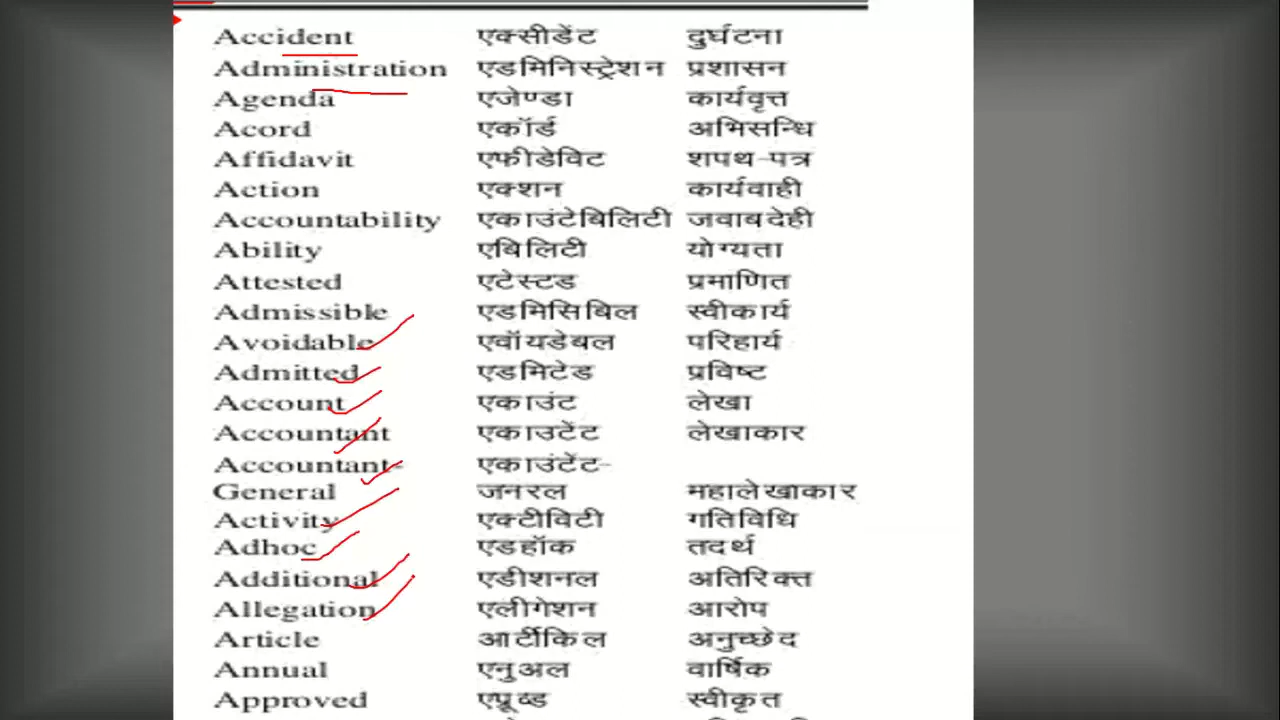 Accident एक्सीडेंट दुर्घटना
Administration एडमिनिस्ट्रेशन प्रशासन
Agenda एजेण्डा कार्यवृत्त
Acord एकॉर्ड अभिसन्धि
Affidavit एफीडेविट शपथ-पत्र
Action एक्शन कार्यवाही
Accountability एकाउंटेबिलिटी जवाबदेही
Ability एबिलिटी योग्यता
Attested एटेस्टड प्रमाणित
Admissible एडमिसिबिल स्वीकार्य
Avoidable एवॉयडेबल परिहार्य
Admitted एडमिटेड प्रविष्ट
Account एकाउंट लेखा
Accountant एकाउटेंट लेखाकार
Accountant- एकाउंटेंट-
General जनरल महालेखाकार
Activity एक्टीविटी गतिविधि
Adhoc एडहॉक तदर्थ
Additional एडीशनल अतिरिक्त
Allegation एलीगेशन आरोप
Article आर्टीकिल अनुच्छेद
Annual एनुअल वार्षिक
Approved एप्रूव्ड स्वीकृत